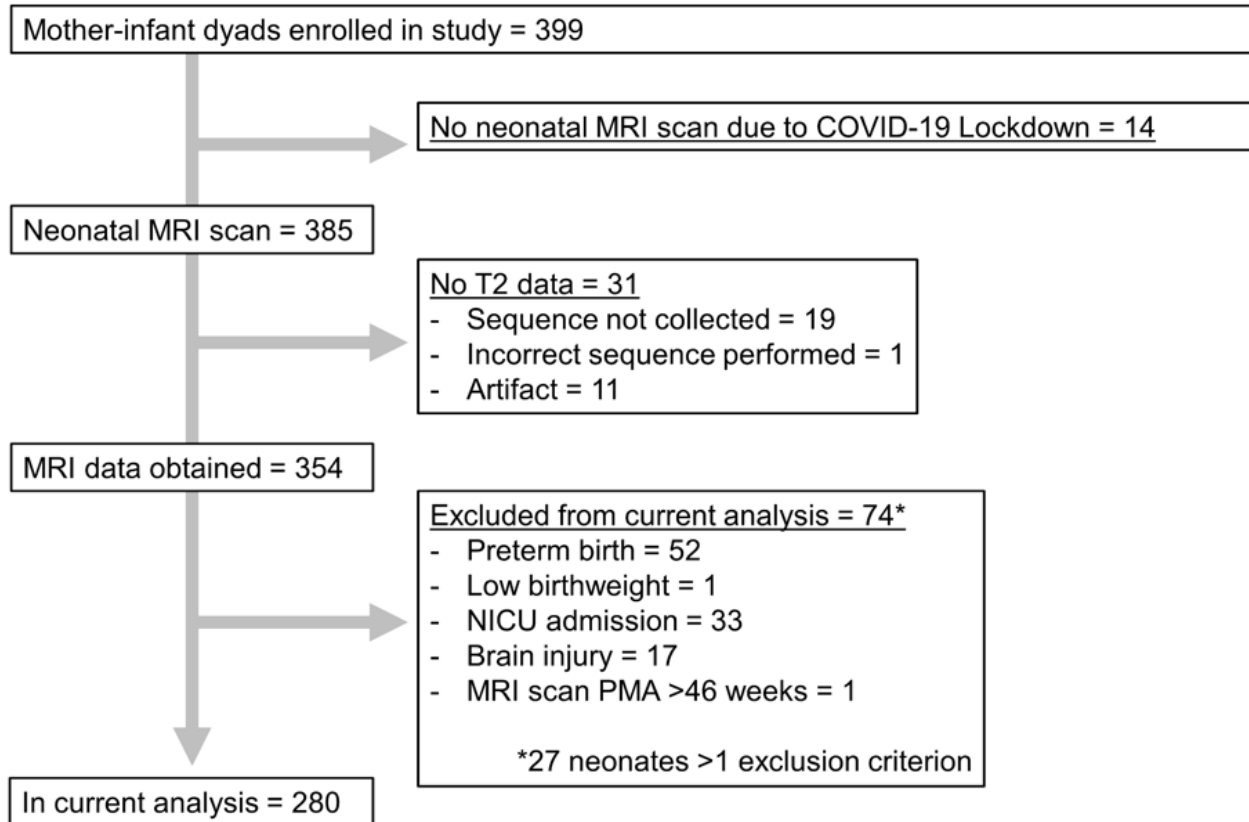 Mother-infant dyads enrolled in study = 399
No neonatal MRI scan due to COVID-19 Lockdown = 14
Neonatal MRI scan = 385
No T2 data = 31
- Sequence not collected = 19
- Incorrect sequence performed = 1
- Artifact = 11
MRI data obtained = 354
Excluded from current analysis = 74*
- Preterm birth = 52
- Low birthweight = 1
- NICU admission = 33
- Brain injury = 17
- MRI scan PMA >46 weeks = 1
*27 neonates >1 exclusion criterion
In current analysis = 280